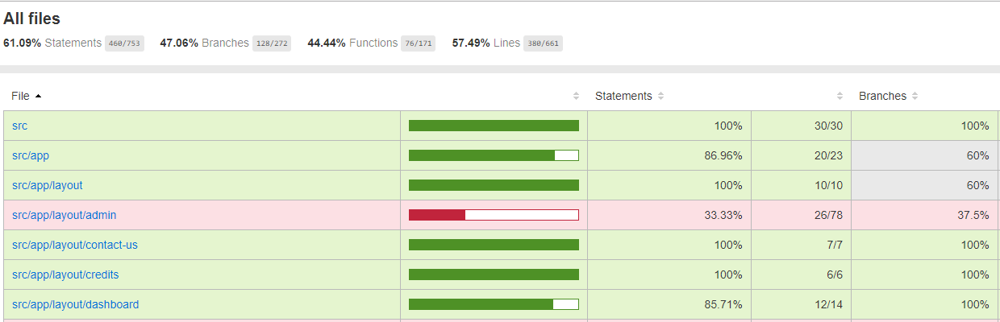 All files
61.09% Statements 460/753 47.06% Branches 128/272 44.44% Functions 76/171 57.49% Lines 380/661
File Statements Branches
src 100% 30/30 100%
src/app 86.96% 20/23 60%
src/app/layout 100% 10/10 60%
src/app/layout/admin 33.33% 26/78 37.5%
src/app/layout/contact-us 100% 7/7 100%
src/app/layout/credits 100% 6/6 100%
src/app/layout/dashboard 85.71% 12/14 100%